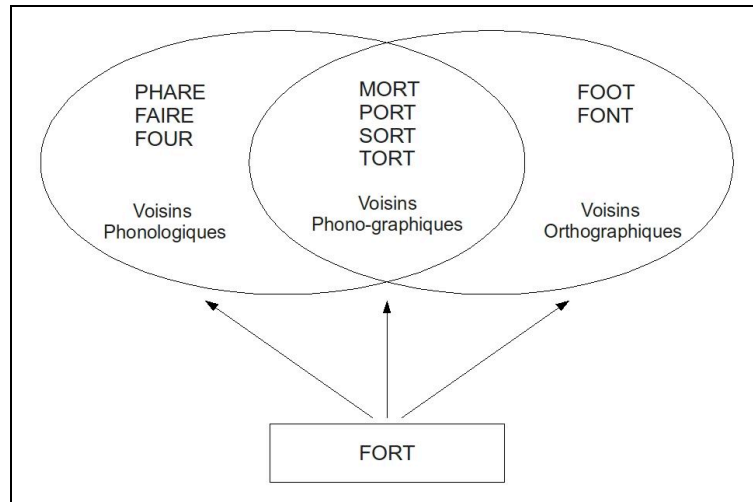 PHARE
FAIRE
FOUR
Voisins
Phonologiques
MORT
PORT
SORT
TORT
Voisins
Phono-graphiques
FOOT
FONT
Voisins
Orthographiques
FORT